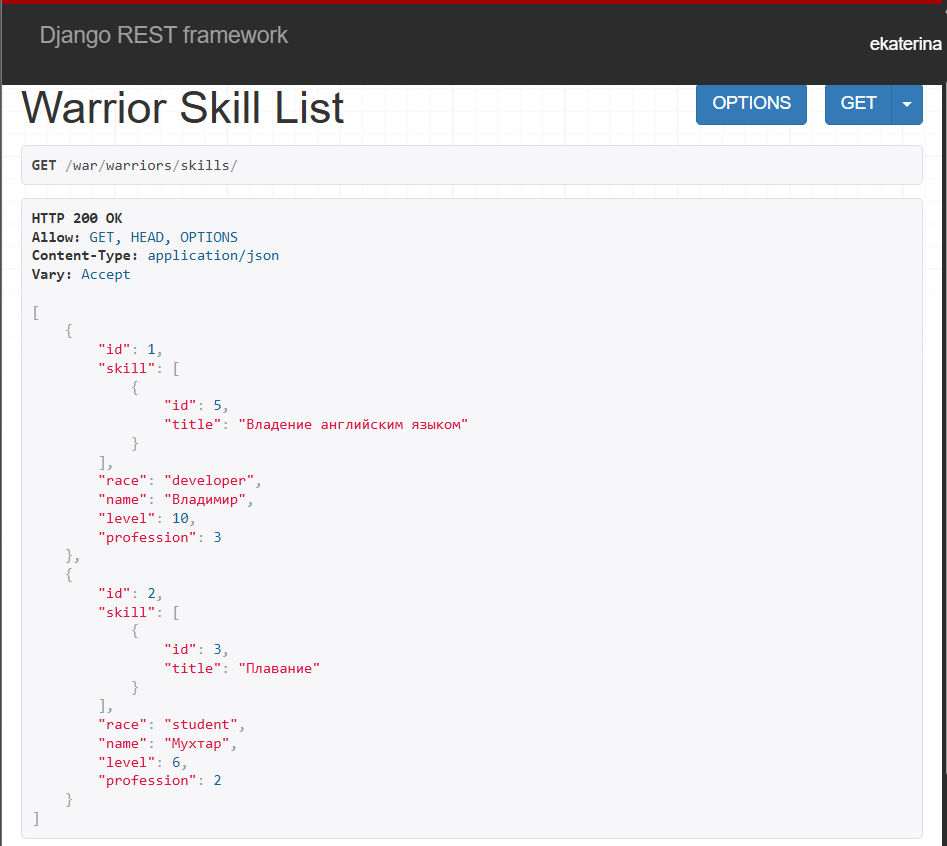 Django REST framework
ekaterina
Warrior Skill List
OPTIONS
GET
GET /war/warriors/skills/
HTTP 200 OK
Allow: GET, HEAD, OPTIONS
Content-Type: application/json
Vary: Accept
[
    {
        "id": 1,
        "skill": [
            {
                "id": 5,
                "title": "Владение английским языком"
            }
        ],
        "race": "developer",
        "name": "Владимир",
        "level": 10,
        "profession": 3
    },
    {
        "id": 2,
        "skill": [
            {
                "id": 3,
                "title": "Плавание"
            }
        ],
        "race": "student",
        "name": "Мухтар",
        "level": 6,
        "profession": 2
    }
]